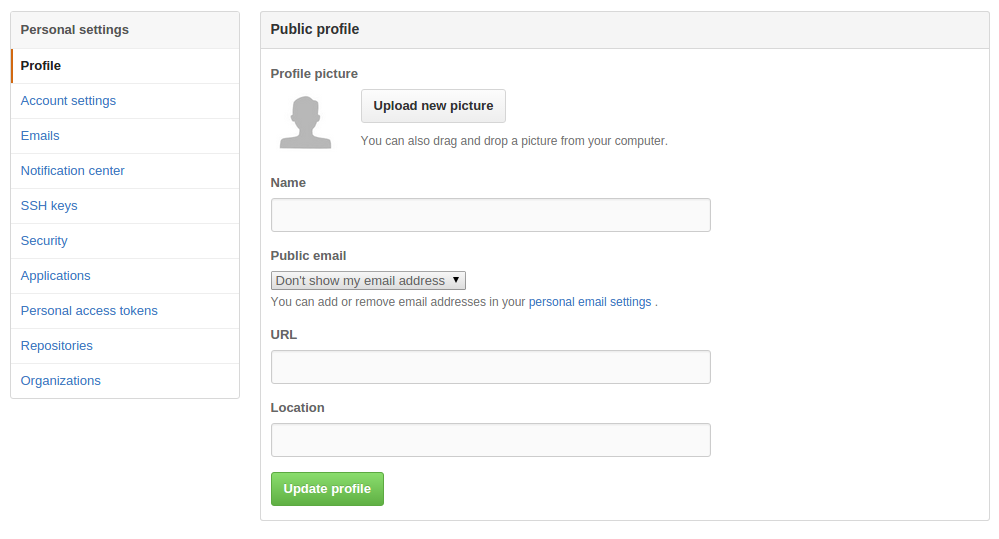 Personal settings
Profile
Account settings
Emails
Notification center
SSH keys
Security
Applications
Personal access tokens
Repositories
Organizations
Public profile
Profile picture
Upload new picture
You can also drag and drop a picture from your computer.
Name
Public email
Don't show my email address
You can add or remove email addresses in your personal email settings .
URL
Location
Update profile